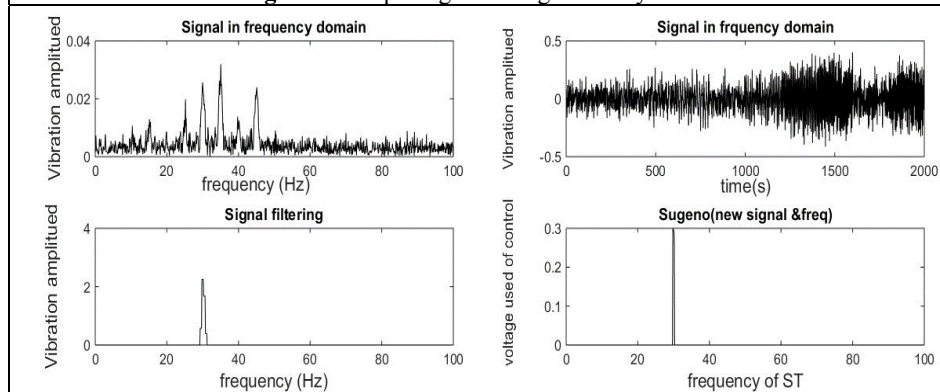 Signal in frequency domain
Vibration amplitued
0.04
0.02
0
0 20 40 60 80 100
frequency (Hz)
Signal in frquency domain
Vibration amplitued
0.5
0
-0.5
0 500 1000 1500 2000
time(s)
Signal filtering
Vibration amplitued
4
2
0
0 20 40 60 80 100
frequency (Hz)
Sugeno(new signal &freq)
voltage used of control
0.3
0.2
0.1
0
0 20 40 60 80 100
frequency of ST